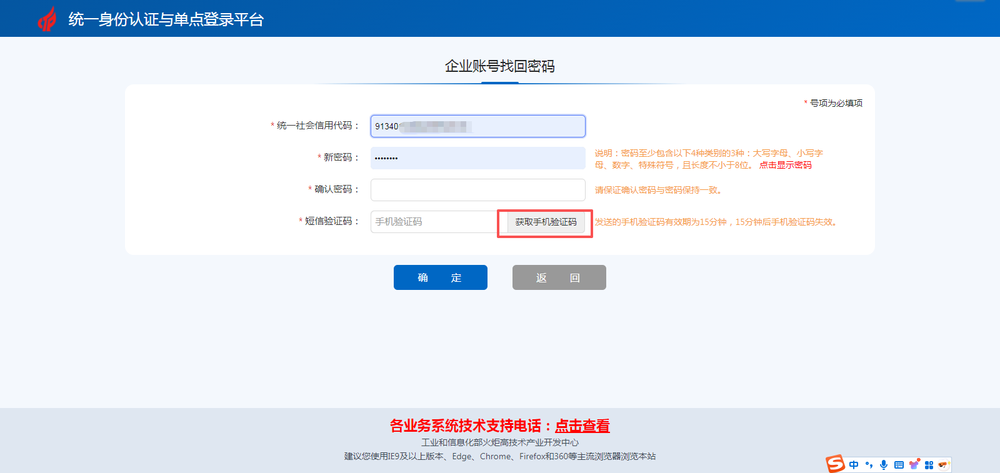 统一身份认证与单点登录平台
企业账号找回密码
* 号项为必填项
* 统一社会信用代码：
91340
* 新密码：
••••••••
说明：密码至少包含以下4种类别的3种：大写字母、小写字
母、数字、特殊符号，且长度不小于8位。 点击显示密码
* 确认密码：
请保证确认密码与密码保持一致。
* 短信验证码：
手机验证码
获取手机验证码
发送的手机验证码有效期为15分钟，15分钟后手机验证码失效。
确 定
返 回
各业务系统技术支持电话：点击查看
工业和信息化部火炬高技术产业开发中心
建议您使用IE9及以上版本、Edge、Chrome、Firefox和360等主流浏览器浏览本站
中